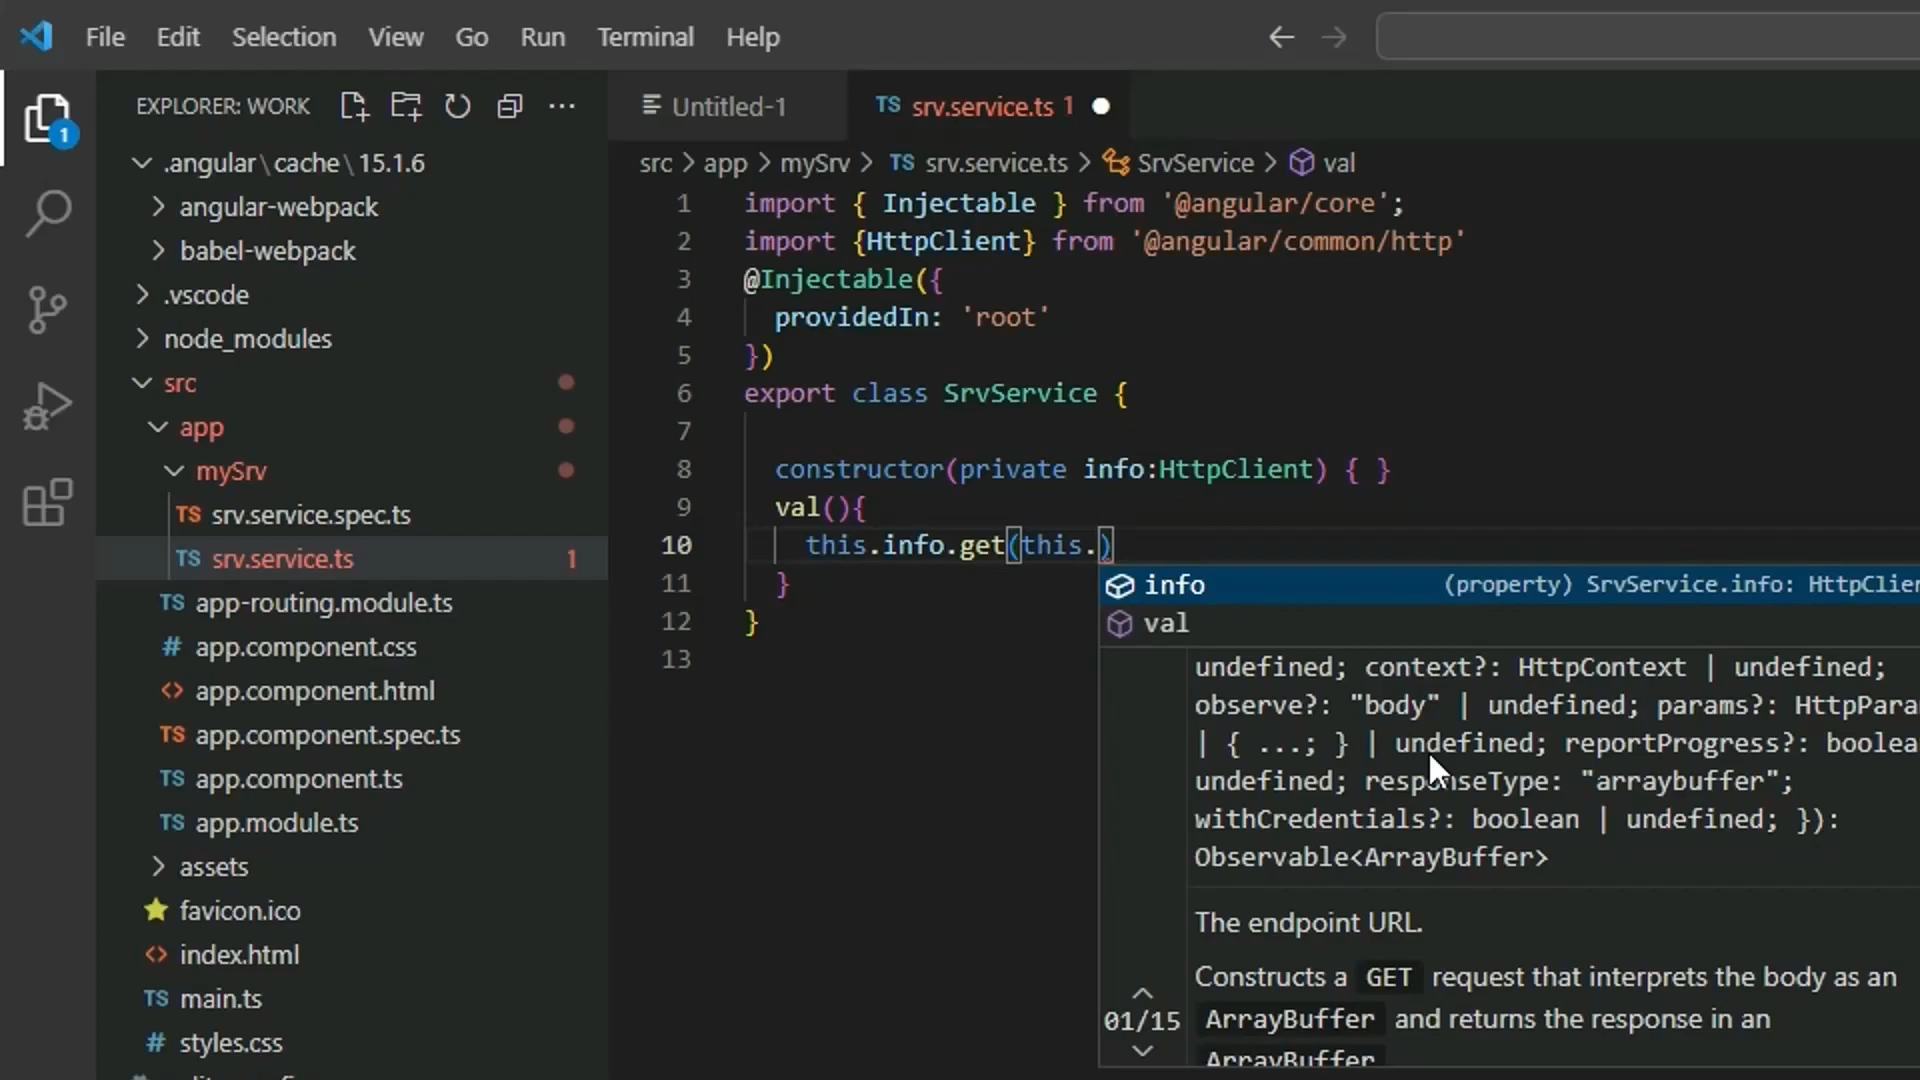 File Edit Selection View Go Run Terminal Help
EXPLORER: WORK
Untitled-1
TS srv.service.ts 1
1
.angular\cache\15.1.6
angular-webpack
babel-webpack
.vscode
node_modules
src
app
mySrv
TS srv.service.spec.ts
TS srv.service.ts 1
TS app-routing.module.ts
# app.component.css
<> app.component.html
TS app.component.spec.ts
TS app.component.ts
TS app.module.ts
assets
favicon.ico
<> index.html
TS main.ts
# styles.css
src > app > mySrv > TS srv.service.ts > SrvService > val
1 import { Injectable } from '@angular/core';
2 import {HttpClient} from '@angular/common/http'
3 @Injectable({
4 providedIn: 'root'
5 })
6 export class SrvService {
7
8 constructor(private info:HttpClient) { }
9 val(){
10 this.info.get(this.)
11 }
12 }
13
info (property) SrvService.info: HttpClien
val
undefined; context?: HttpContext | undefined;
observe?: "body" | undefined; params?: HttpPara
| { ...; } | undefined; reportProgress?: boolea
undefined; responseType: "arraybuffer";
withCredentials?: boolean | undefined; }):
Observable<ArrayBuffer>
The endpoint URL.
Constructs a GET request that interprets the body as an
01/15 ArrayBuffer and returns the response in an
ArrayBuffer